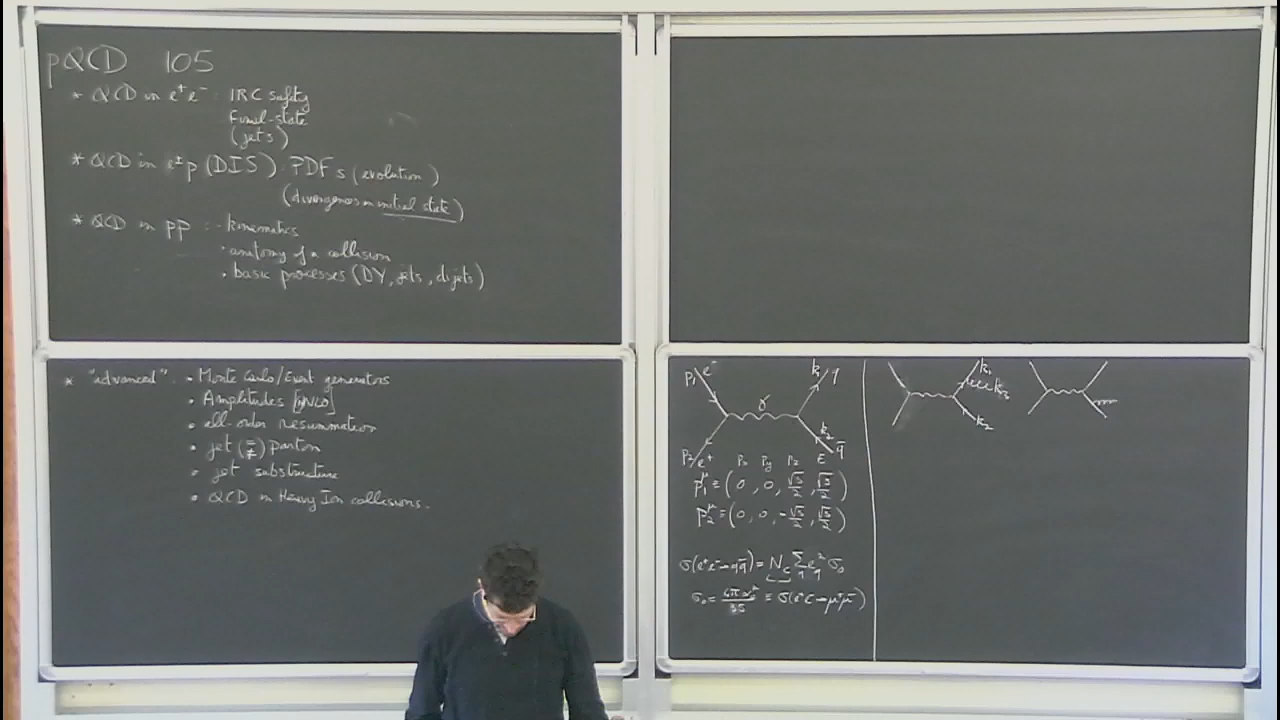 pQCD 105
* QCD in e⁺e⁻ : IRC safety
Final-state
(jets)
* QCD in e±p (DIS) : PDFs (evolution)
(divergences in initial state)
* QCD in pp : - kinematics
• anatomy of a collision
• basic processes (DY, jets, dijets)
* "advanced" : • Monte Carlo/Event generators
• Amplitudes [NNLO]
• all-order resummation
• jet (=/≠) parton
• jet substructure
• QCD in Heavy Ion collisions.
p₁ e⁻ γ k₁ q
p₂ e⁺ k₂ q̄
pₓ p_y p_z E
p₁^μ ≡ (0, 0, √s/2, √s/2)
p₂^μ ≡ (0, 0, -√s/2, √s/2)
σ(e⁺e⁻→qq̄) = N_c Σ_q e_q² σ₀
σ₀ = 4πα²/3s ≡ σ(e⁺e⁻→μ⁺μ⁻)
k₁
k₃
k₂